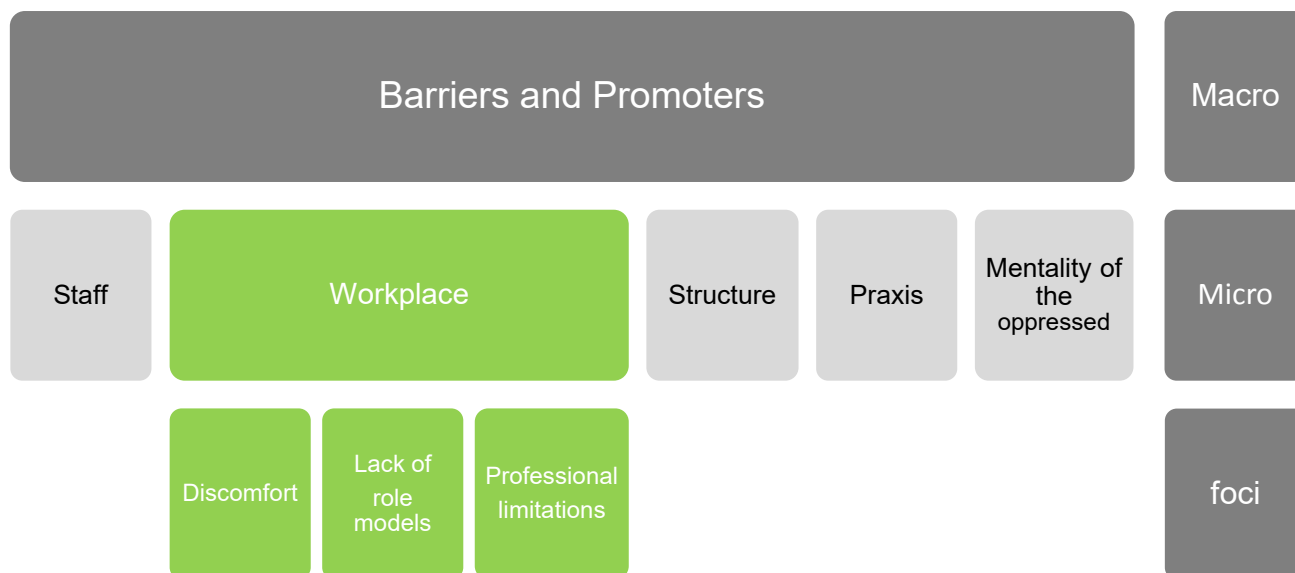 Barriers and Promoters
Macro
Staff
Workplace
Structure
Praxis
Mentality of
the
oppressed
Micro
Discomfort
Lack of
role
models
Professional
limitations
foci